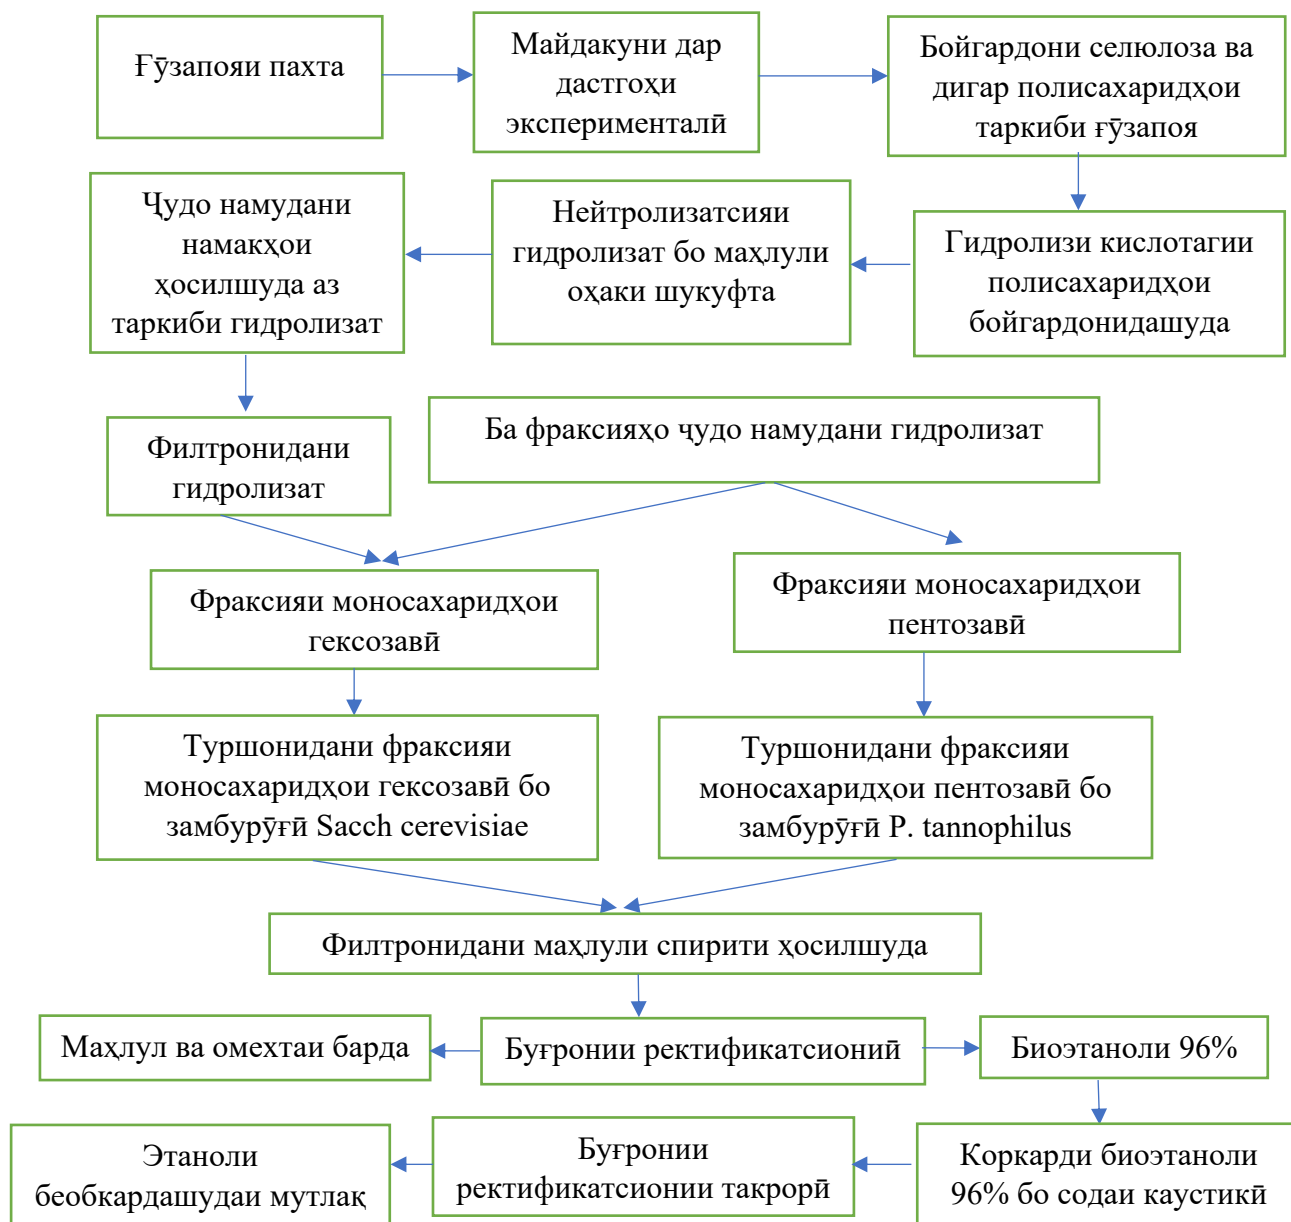 Ғӯзапояи пахта
Майдакуни дар
дастгоҳи
эксперименталӣ
Бойгардони селюлоза ва
дигар полисахаридҳои
таркиби ғӯзапоя
Ҷудо намудани
намакҳои
ҳосилшуда аз
таркиби гидролизат
Нейтролизатсияи
гидролизат бо маҳлули
оҳаки шукуфта
Гидролизи кислотагии
полисахаридҳои
бойгардонидашуда
Филтронидани
гидролизат
Ба фраксияҳо ҷудо намудани гидролизат
Фраксияи моносахаридҳои
гексозавӣ
Фраксияи моносахаридҳои
пентозавӣ
Туршонидани фраксияи
моносахаридҳои гексозавӣ бо
замбурӯғӣ Sacch cerevisiae
Туршонидани фраксияи
моносахаридҳои пентозавӣ бо
замбурӯғӣ P. tannophilus
Филтронидани маҳлули спирити ҳосилшуда
Маҳлул ва омехтаи барда
Буғронии ректификатсионий
Биоэтаноли 96%
Этаноли
беобкардашудаи мутлақ
Буғронии
ректификатсионии такрорӣ
Коркарди биоэтаноли
96% бо содаи каустикӣ